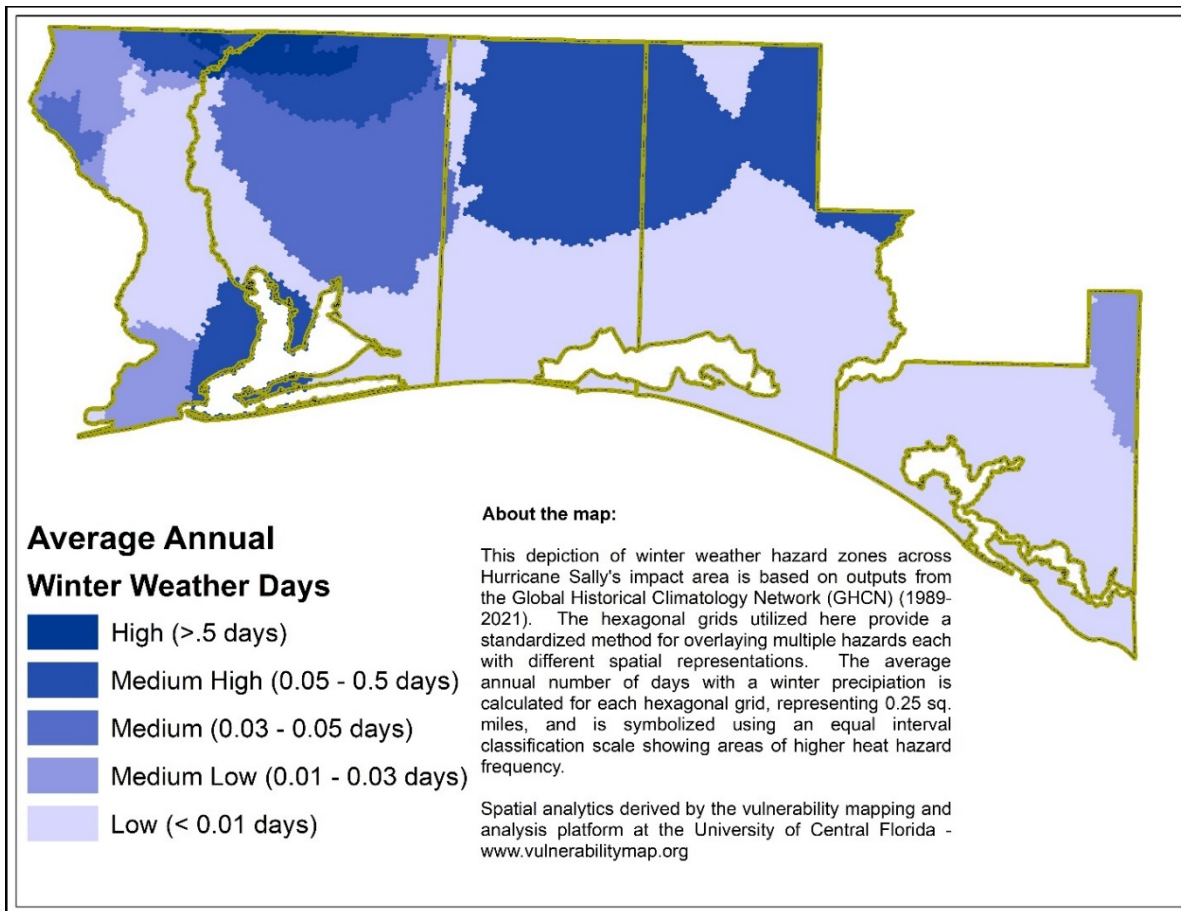 Average Annual
Winter Weather Days
High (>.5 days)
Medium High (0.05 - 0.5 days)
Medium (0.03 - 0.05 days)
Medium Low (0.01 - 0.03 days)
Low (< 0.01 days)
About the map:
This depiction of winter weather hazard zones across
Hurricane Sally's impact area is based on outputs from
the Global Historical Climatology Network (GHCN) (1989-
2021). The hexagonal grids utilized here provide a
standardized method for overlaying multiple hazards each
with different spatial representations. The average
annual number of days with a winter precipiation is
calculated for each hexagonal grid, representing 0.25 sq.
miles, and is symbolized using an equal interval
classification scale showing areas of higher heat hazard
frequency.
Spatial analytics derived by the vulnerability mapping and
analysis platform at the University of Central Florida -
www.vulnerabilitymap.org